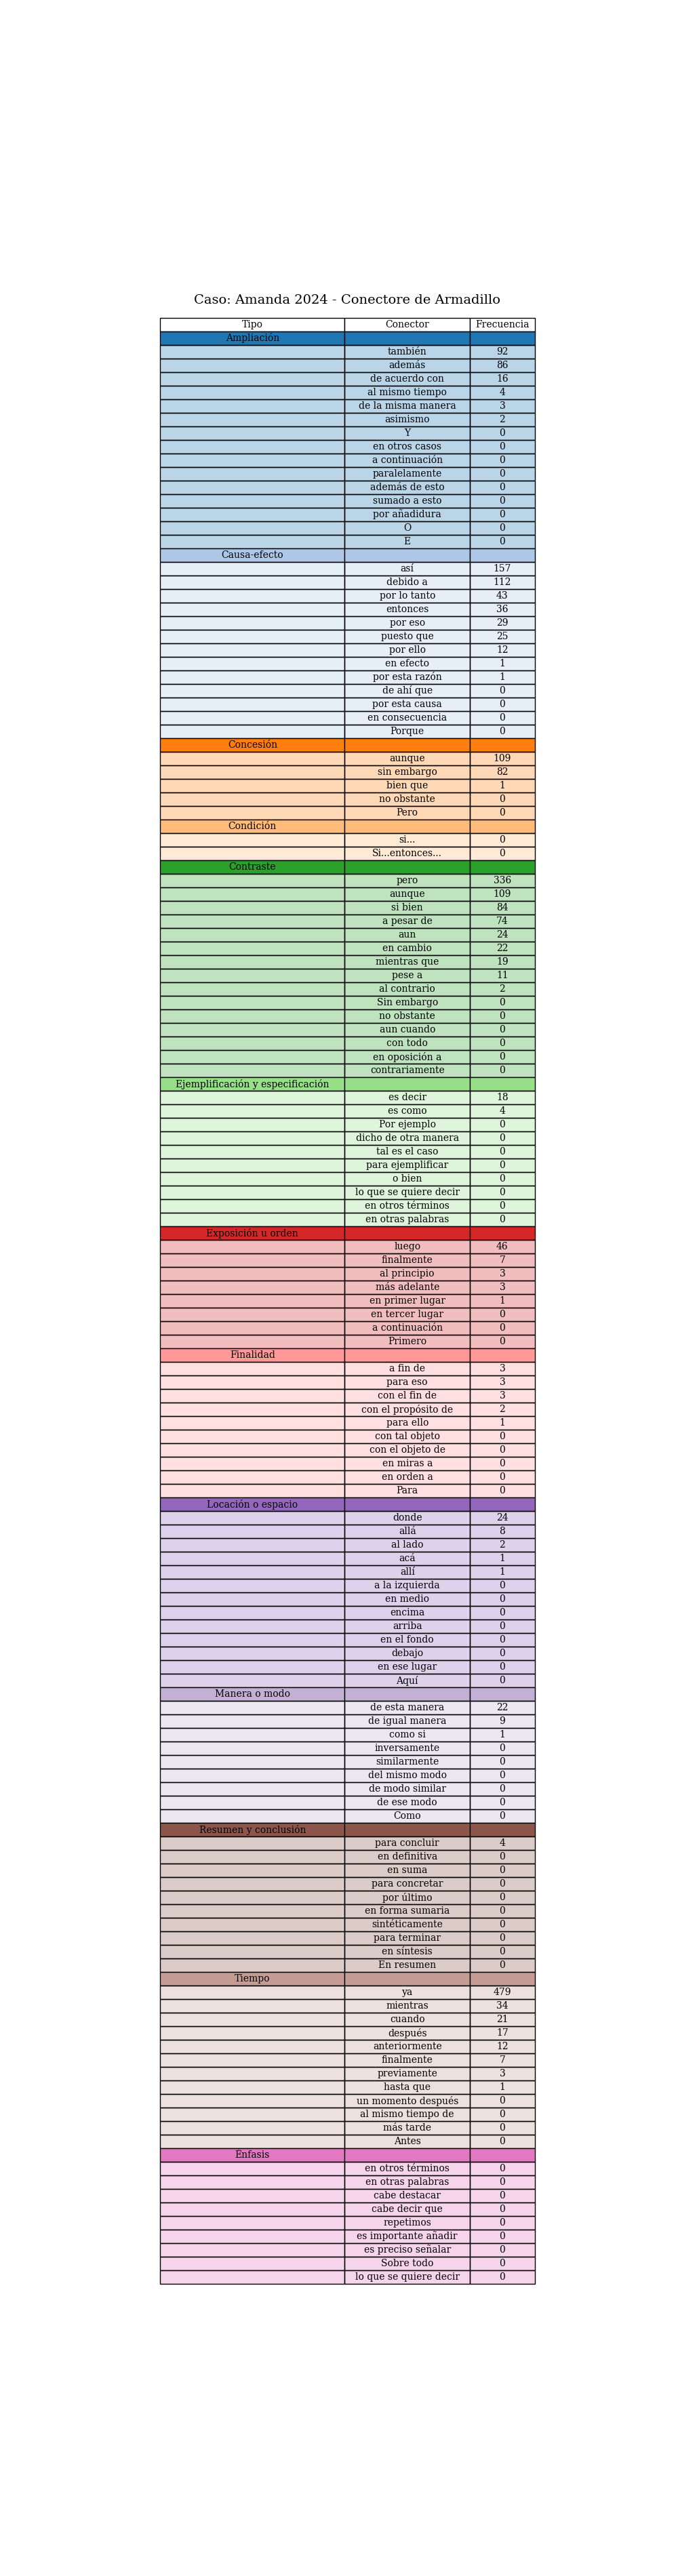 Caso: Amanda 2024 - Conectore de Armadillo
Tipo Conector Frecuencia
Ampliación
también 92
además 86
de acuerdo con 16
al mismo tiempo 4
de la misma manera 3
asimismo 2
Y 0
en otros casos 0
a continuación 0
paralelamente 0
además de esto 0
sumado a esto 0
por añadidura 0
O 0
E 0
Causa-efecto
así 157
debido a 112
por lo tanto 43
entonces 36
por eso 29
puesto que 25
por ello 12
en efecto 1
por esta razón 1
de ahí que 0
por esta causa 0
en consecuencia 0
Porque 0
Concesión
aunque 109
sin embargo 82
bien que 1
no obstante 0
Pero 0
Condición
si... 0
Si...entonces... 0
Contraste
pero 336
aunque 109
si bien 84
a pesar de 74
aun 24
en cambio 22
mientras que 19
pese a 11
al contrario 2
Sin embargo 0
no obstante 0
aun cuando 0
con todo 0
en oposición a 0
contrariamente 0
Ejemplificación y especificación
es decir 18
es como 4
Por ejemplo 0
dicho de otra manera 0
tal es el caso 0
para ejemplificar 0
o bien 0
lo que se quiere decir 0
en otros términos 0
en otras palabras 0
Exposición u orden
luego 46
finalmente 7
al principio 3
más adelante 3
en primer lugar 1
en tercer lugar 0
a continuación 0
Primero 0
Finalidad
a fin de 3
para eso 3
con el fin de 3
con el propósito de 2
para ello 1
con tal objeto 0
con el objeto de 0
en miras a 0
en orden a 0
Para 0
Locación o espacio
donde 24
allá 8
al lado 2
acá 1
allí 1
a la izquierda 0
en medio 0
encima 0
arriba 0
en el fondo 0
debajo 0
en ese lugar 0
Aquí 0
Manera o modo
de esta manera 22
de igual manera 9
como si 1
inversamente 0
similarmente 0
del mismo modo 0
de modo similar 0
de ese modo 0
Como 0
Resumen y conclusión
para concluir 4
en definitiva 0
en suma 0
para concretar 0
por último 0
en forma sumaria 0
sintéticamente 0
para terminar 0
en síntesis 0
En resumen 0
Tiempo
ya 479
mientras 34
cuando 21
después 17
anteriormente 12
finalmente 7
previamente 3
hasta que 1
un momento después 0
al mismo tiempo de 0
más tarde 0
Antes 0
Énfasis
en otros términos 0
en otras palabras 0
cabe destacar 0
cabe decir que 0
repetimos 0
es importante añadir 0
es preciso señalar 0
Sobre todo 0
lo que se quiere decir 0